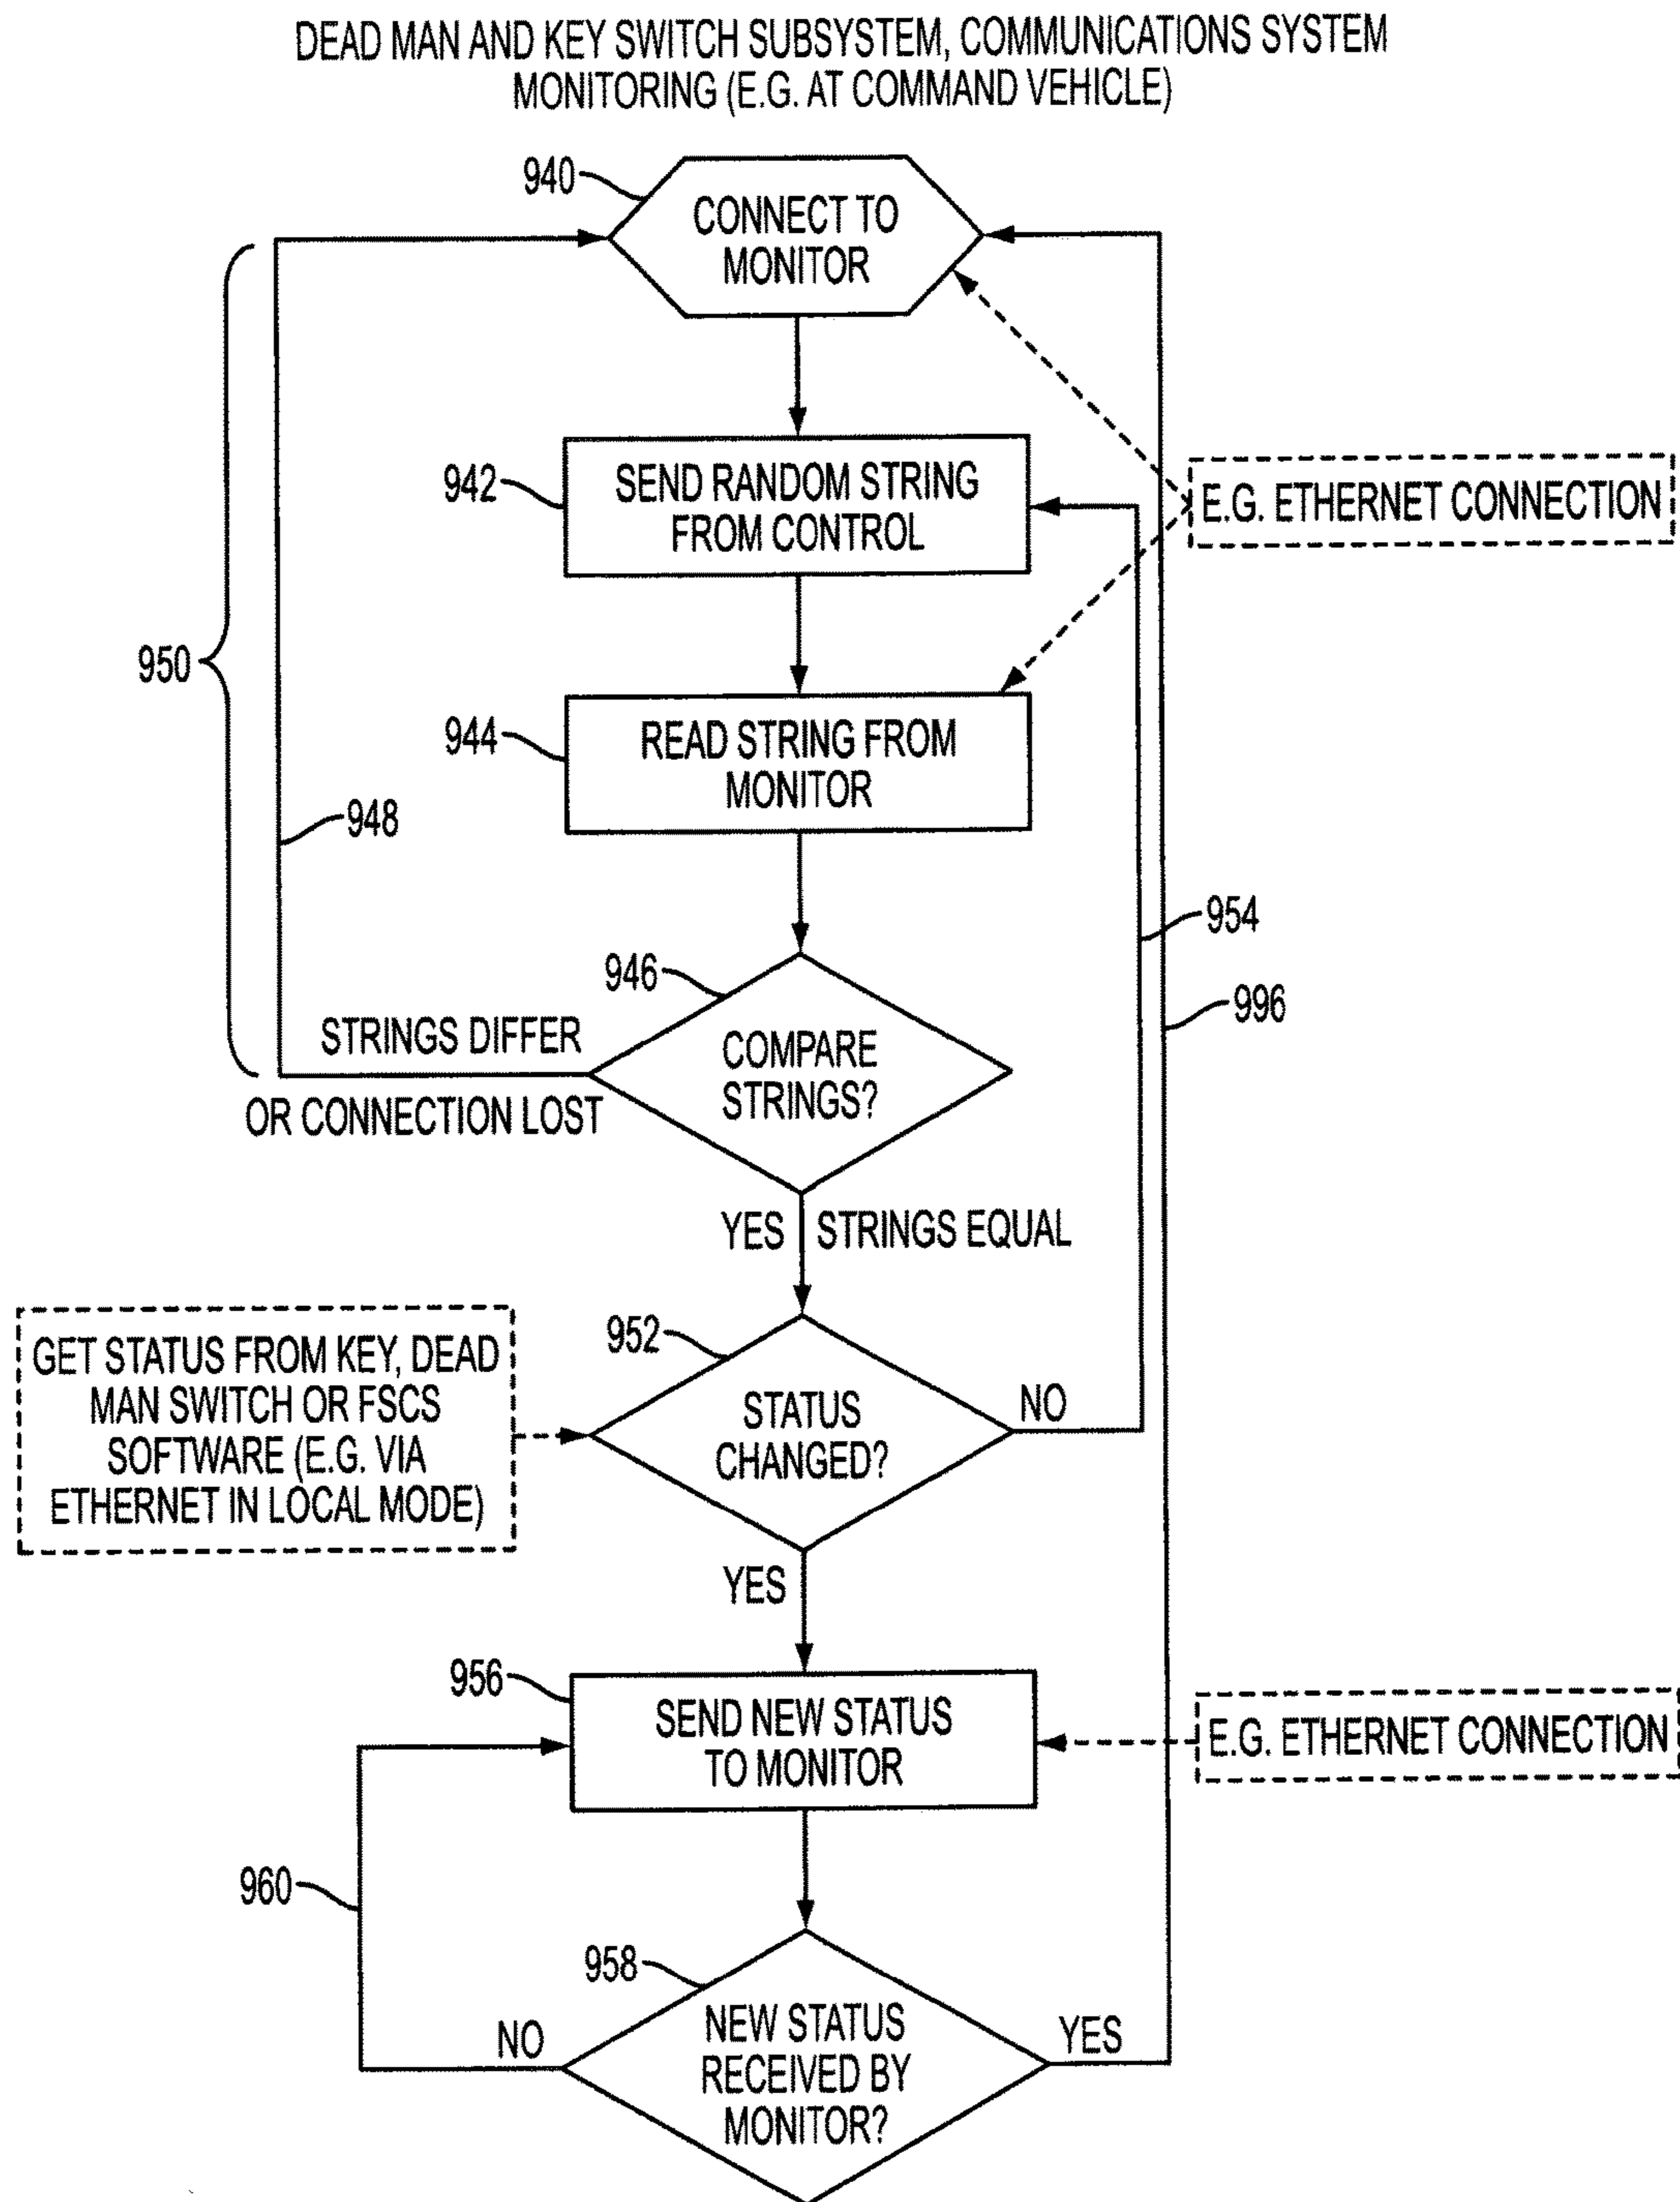 DEAD MAN AND KEY SWITCH SUBSYSTEM, COMMUNICATIONS SYSTEM
MONITORING (E.G. AT COMMAND VEHICLE)
940
CONNECT TO
MONITOR
942
SEND RANDOM STRING
FROM CONTROL
E.G. ETHERNET CONNECTION
950
944
READ STRING FROM
MONITOR
948
954
946
996
STRINGS DIFFER
OR CONNECTION LOST
COMPARE
STRINGS?
YES
STRINGS EQUAL
GET STATUS FROM KEY, DEAD
MAN SWITCH OR FSCS
SOFTWARE (E.G. VIA
ETHERNET IN LOCAL MODE)
952
STATUS
CHANGED?
NO
YES
956
SEND NEW STATUS
TO MONITOR
E.G. ETHERNET CONNECTION
960
958
NO
NEW STATUS
RECEIVED BY
MONITOR?
YES